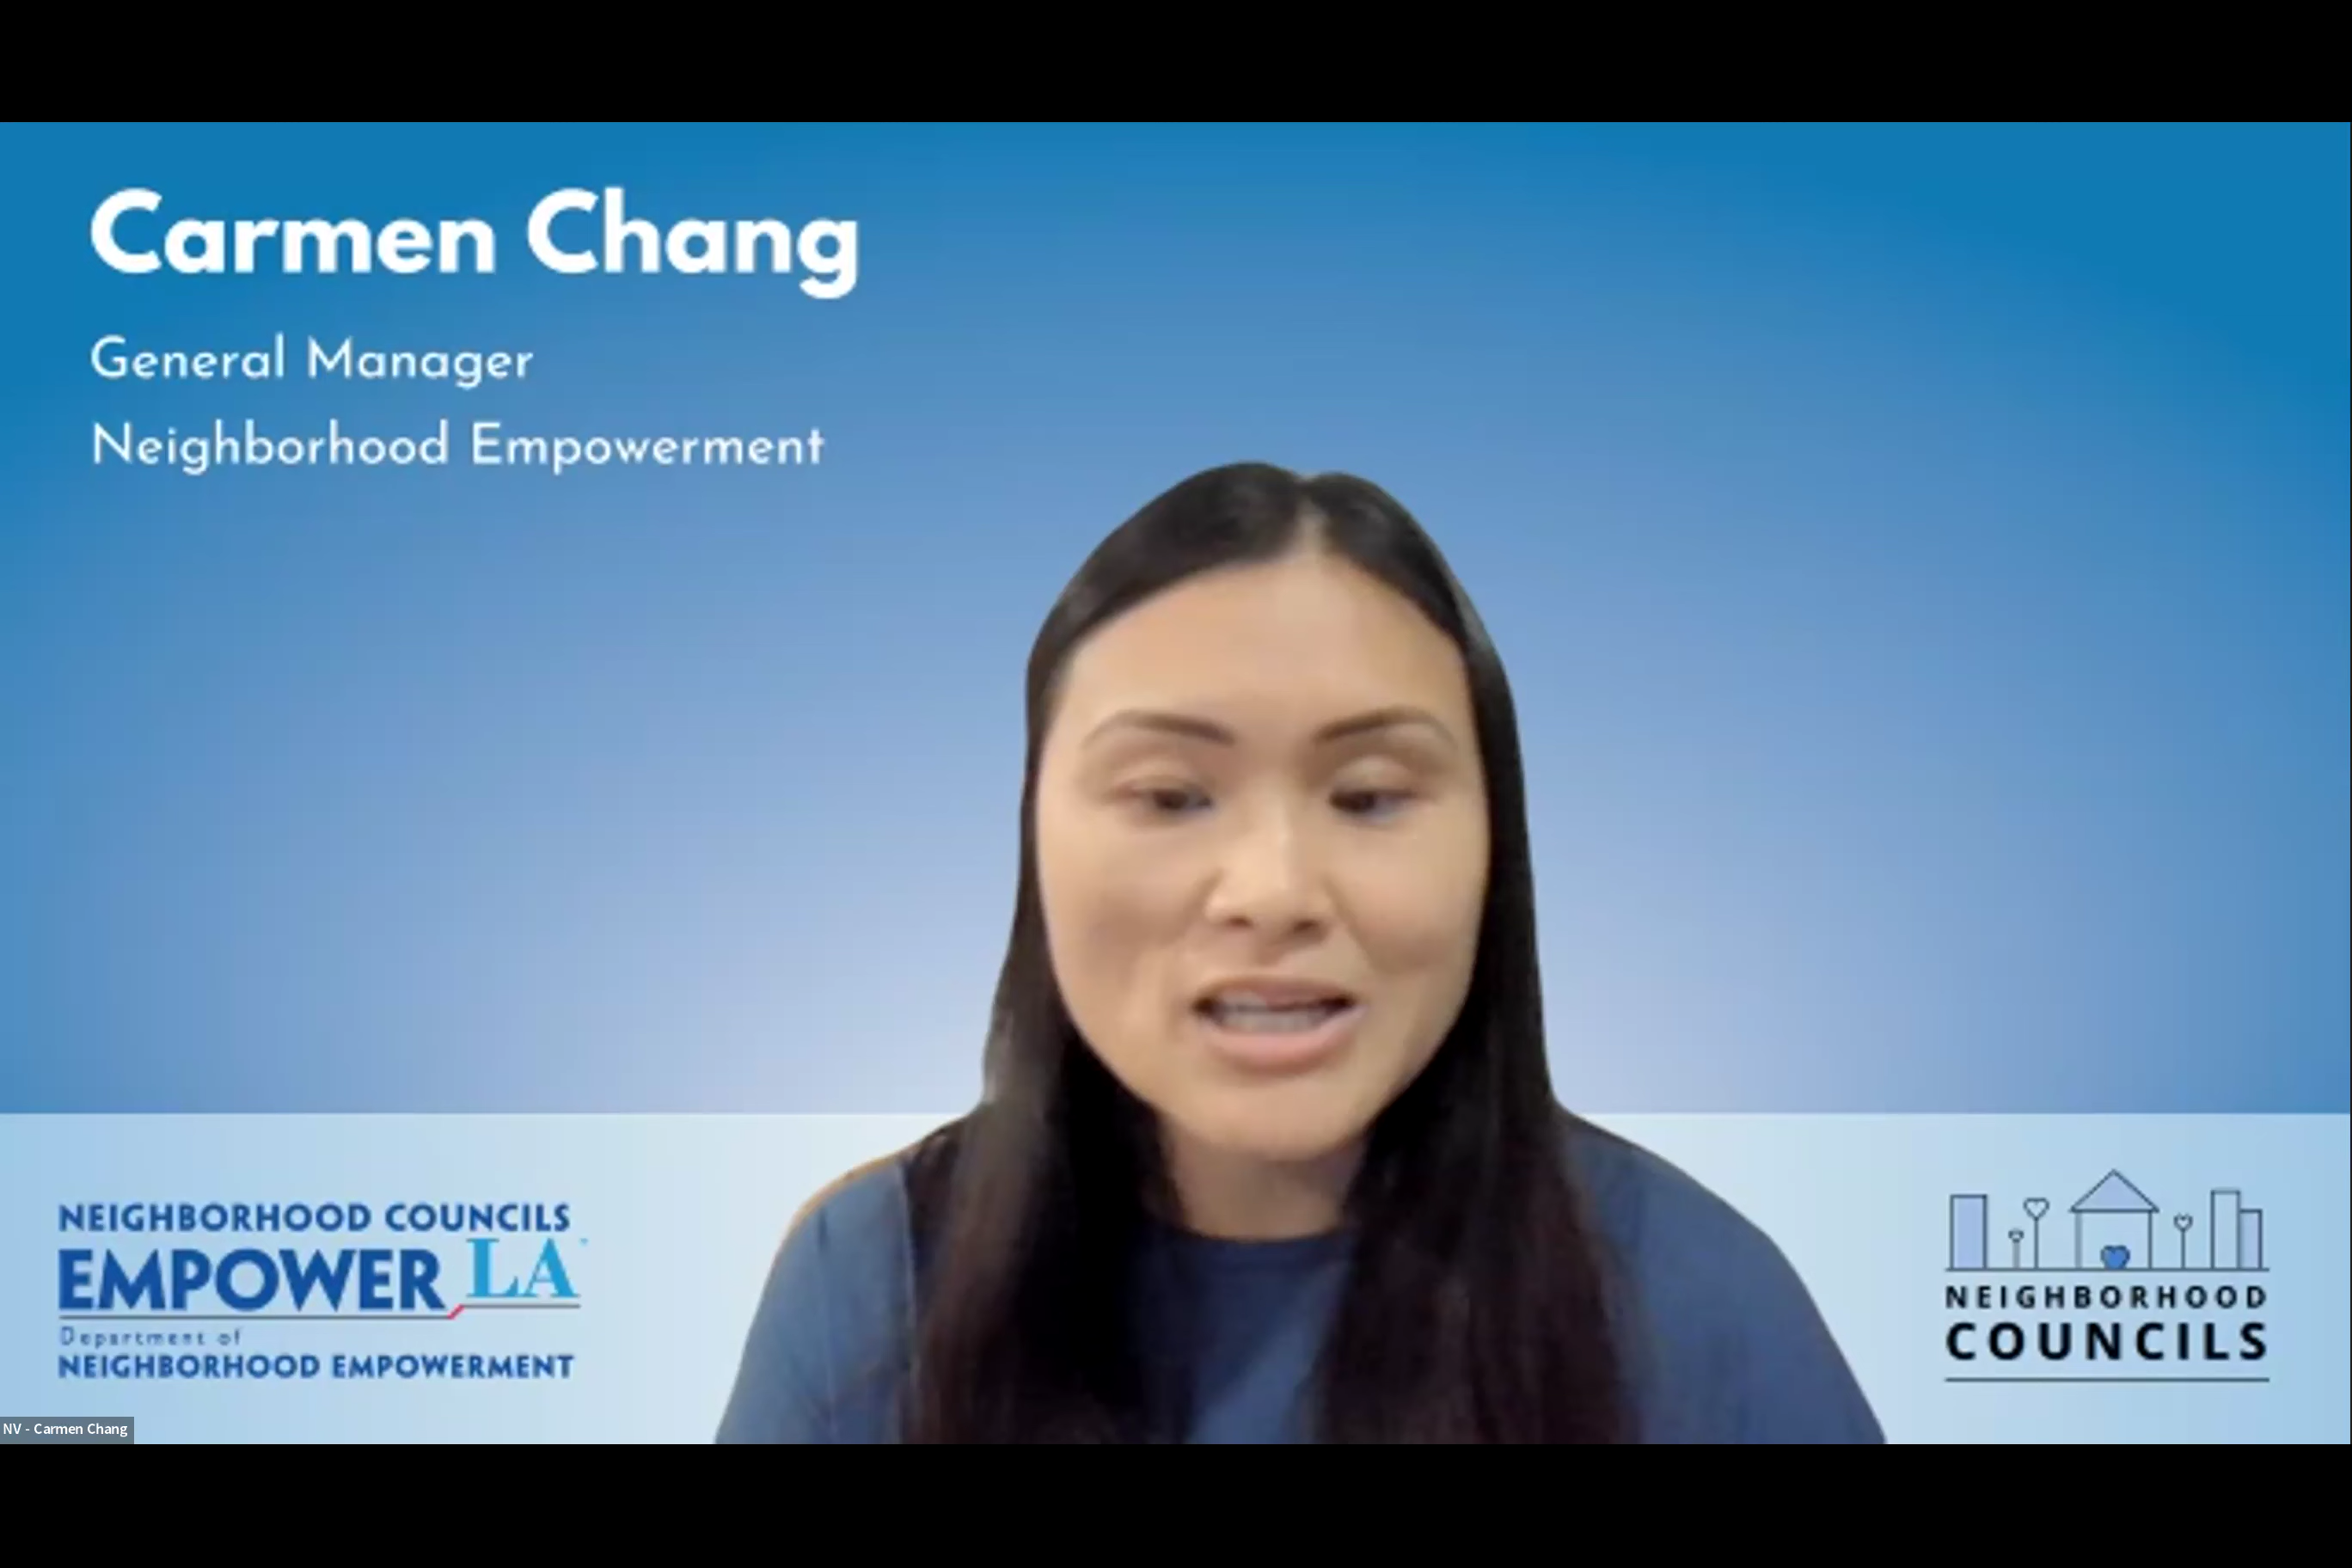 Carmen Chang
General Manager
Neighborhood Empowerment
NEIGHBORHOOD COUNCILS
EMPOWER LA
Department of
NEIGHBORHOOD EMPOWERMENT
NEIGHBORHOOD
COUNCILS
NV - Carmen Chang